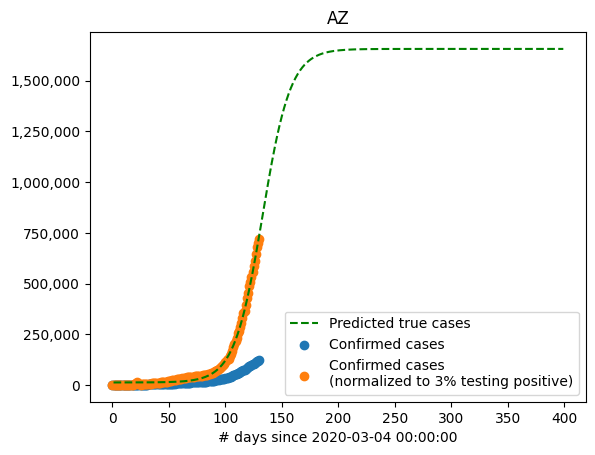 AZ
1,500,000
1,250,000
1,000,000
750,000
500,000
250,000
0
Predicted true cases
Confirmed cases
Confirmed cases
(normalized to 3% testing positive)
0 50 100 150 200 250 300 350 400
# days since 2020-03-04 00:00:00